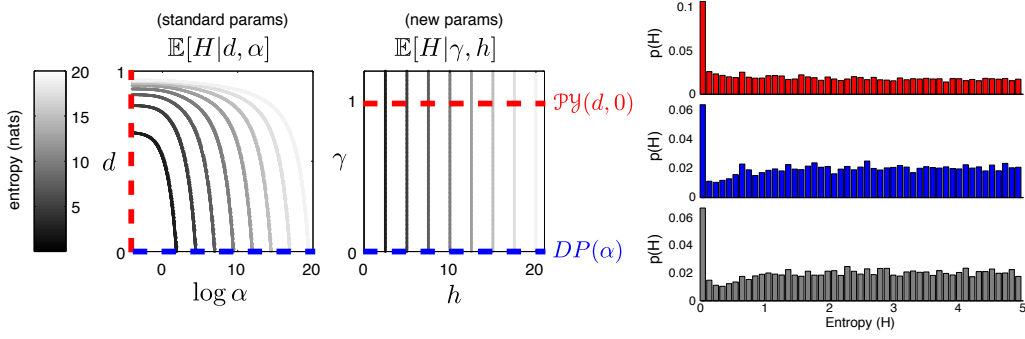 (standard params)
𝔼[H|d, α]
entropy (nats)
20
15
10
5
1
d
0
0
10
20
log α
(new params)
𝔼[H|γ, h]
1
γ
0
0
5
10
15
20
h
𝒫𝒴(d, 0)
DP(α)
0.1
0.05
0
p(H)
0.06
0.04
0.02
0
p(H)
0.06
0.04
0.02
0
p(H)
0
1
2
3
4
5
Entropy (H)